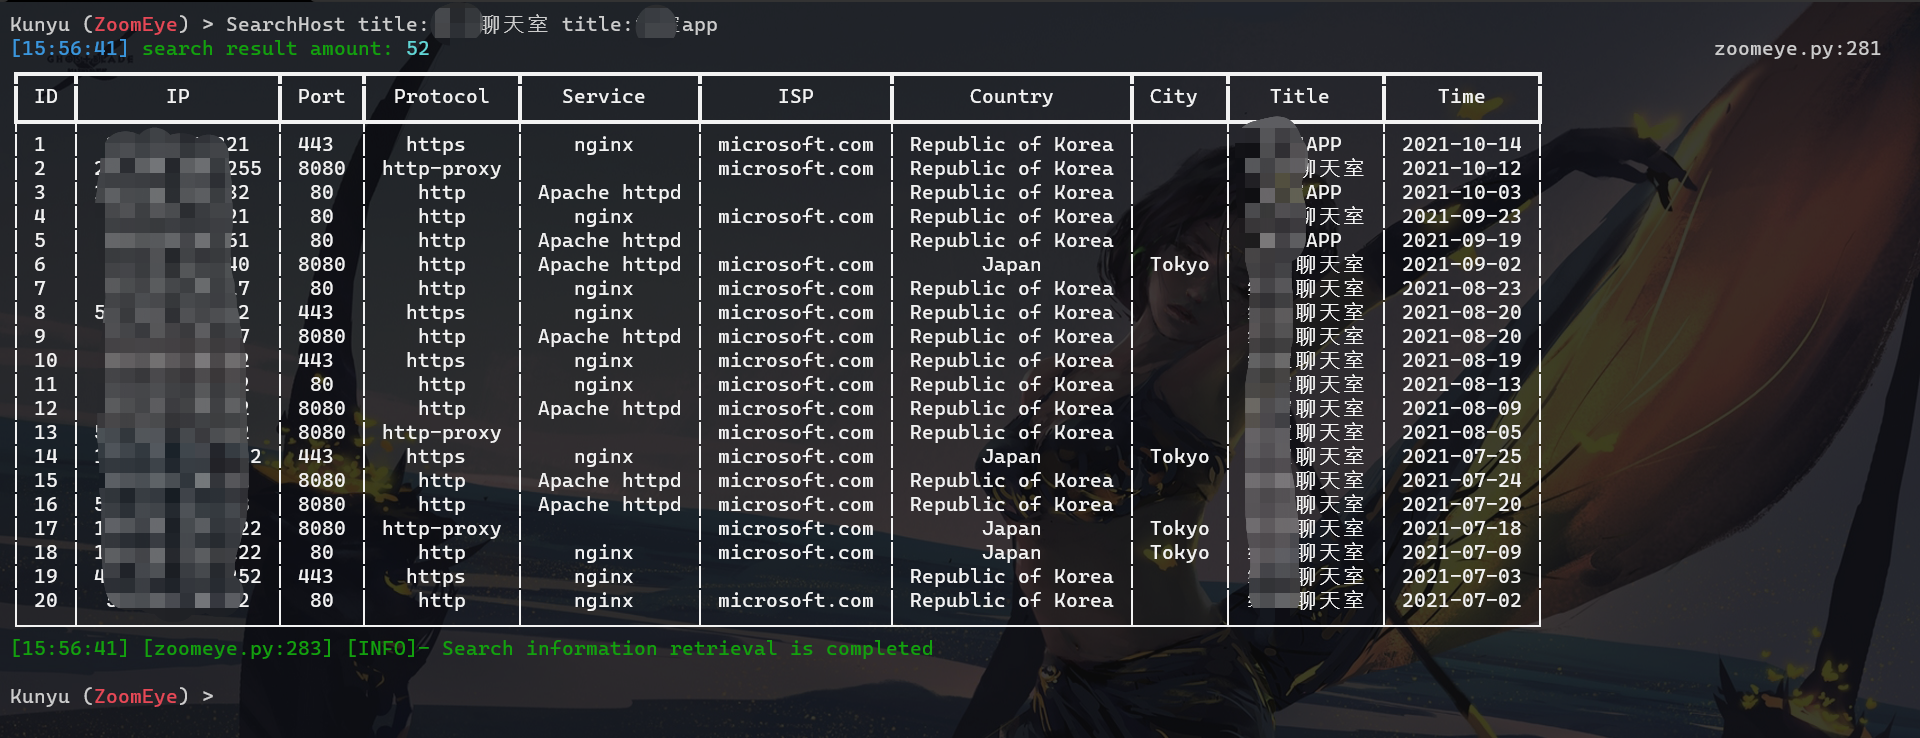 Kunyu (ZoomEye) > SearchHost title: 聊天室 title: app
[15:56:41] search result amount: 52 zoomeye.py:281
ID IP Port Protocol Service ISP Country City Title Time
1 21 443 https nginx microsoft.com Republic of Korea APP 2021-10-14
2 2 255 8080 http-proxy microsoft.com Republic of Korea 聊天室 2021-10-12
3 32 80 http Apache httpd Republic of Korea APP 2021-10-03
4 21 80 http nginx microsoft.com Republic of Korea 聊天室 2021-09-23
5 51 80 http Apache httpd Republic of Korea APP 2021-09-19
6 40 8080 http Apache httpd microsoft.com Japan Tokyo 聊天室 2021-09-02
7 7 80 http nginx microsoft.com Republic of Korea 聊天室 2021-08-23
8 5 2 443 https nginx microsoft.com Republic of Korea 聊天室 2021-08-20
9 7 8080 http Apache httpd microsoft.com Republic of Korea 聊天室 2021-08-20
10 2 443 https nginx microsoft.com Republic of Korea 聊天室 2021-08-19
11 2 80 http nginx microsoft.com Republic of Korea 聊天室 2021-08-13
12 2 8080 http Apache httpd microsoft.com Republic of Korea 聊天室 2021-08-09
13 5 2 8080 http-proxy microsoft.com Republic of Korea 聊天室 2021-08-05
14 1 2 443 https nginx microsoft.com Japan Tokyo 聊天室 2021-07-25
15 8080 http Apache httpd microsoft.com Republic of Korea 聊天室 2021-07-24
16 5 8080 http Apache httpd microsoft.com Republic of Korea 聊天室 2021-07-20
17 1 22 8080 http-proxy microsoft.com Japan Tokyo 聊天室 2021-07-18
18 1 22 80 http nginx microsoft.com Japan Tokyo 聊天室 2021-07-09
19 4 252 443 https nginx Republic of Korea 聊天室 2021-07-03
20 2 80 http nginx microsoft.com Republic of Korea 聊天室 2021-07-02
[15:56:41] [zoomeye.py:283] [INFO]- Search information retrieval is completed
Kunyu (ZoomEye) >